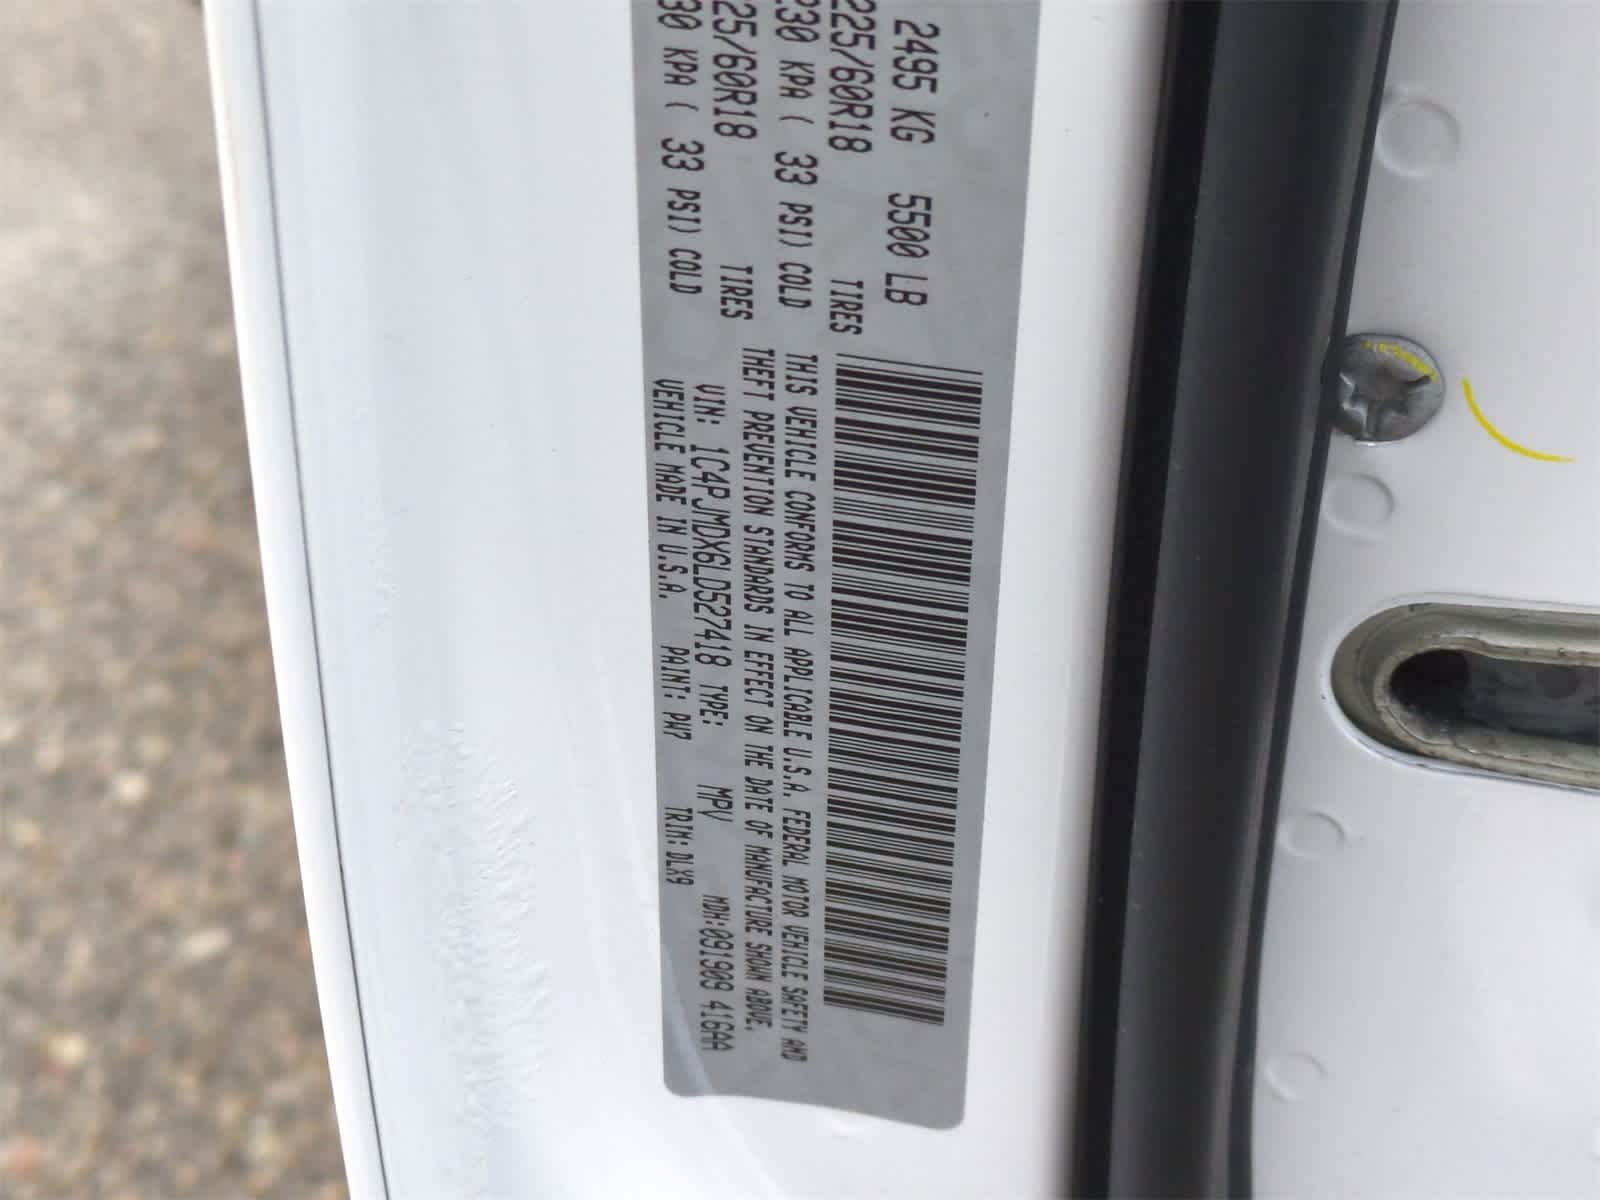 2495 KG 5500 LB
225/60R18 TIRES
230 KPA ( 33 PSI) COLD
25/60R18 TIRES
30 KPA ( 33 PSI) COLD
THIS VEHICLE CONFORMS TO ALL APPLICABLE U.S.A. FEDERAL MOTOR VEHICLE SAFETY AND
THEFT PREVENTION STANDARDS IN EFFECT ON THE DATE OF MANUFACTURE SHOWN ABOVE.
VIN: 1C4PJMDX6LD527418 TYPE: MPV MDH:091909 416AA
VEHICLE MADE IN U.S.A. PAINT: PW7 TRIM: DLX9